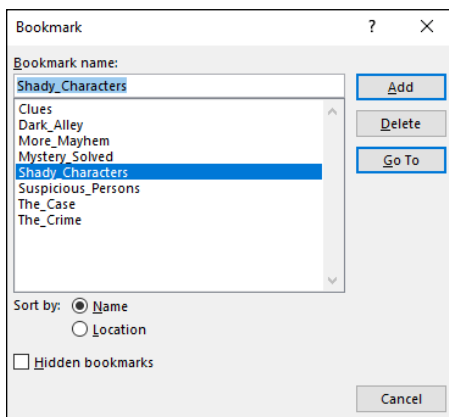 Bookmark
? X
Bookmark name:
Shady_Characters
Add
Clues
Dark_Alley
More_Mayhem
Mystery_Solved
Shady_Characters
Suspicious_Persons
The_Case
The_Crime
Delete
Go To
Sort by: Name
Location
Hidden bookmarks
Cancel